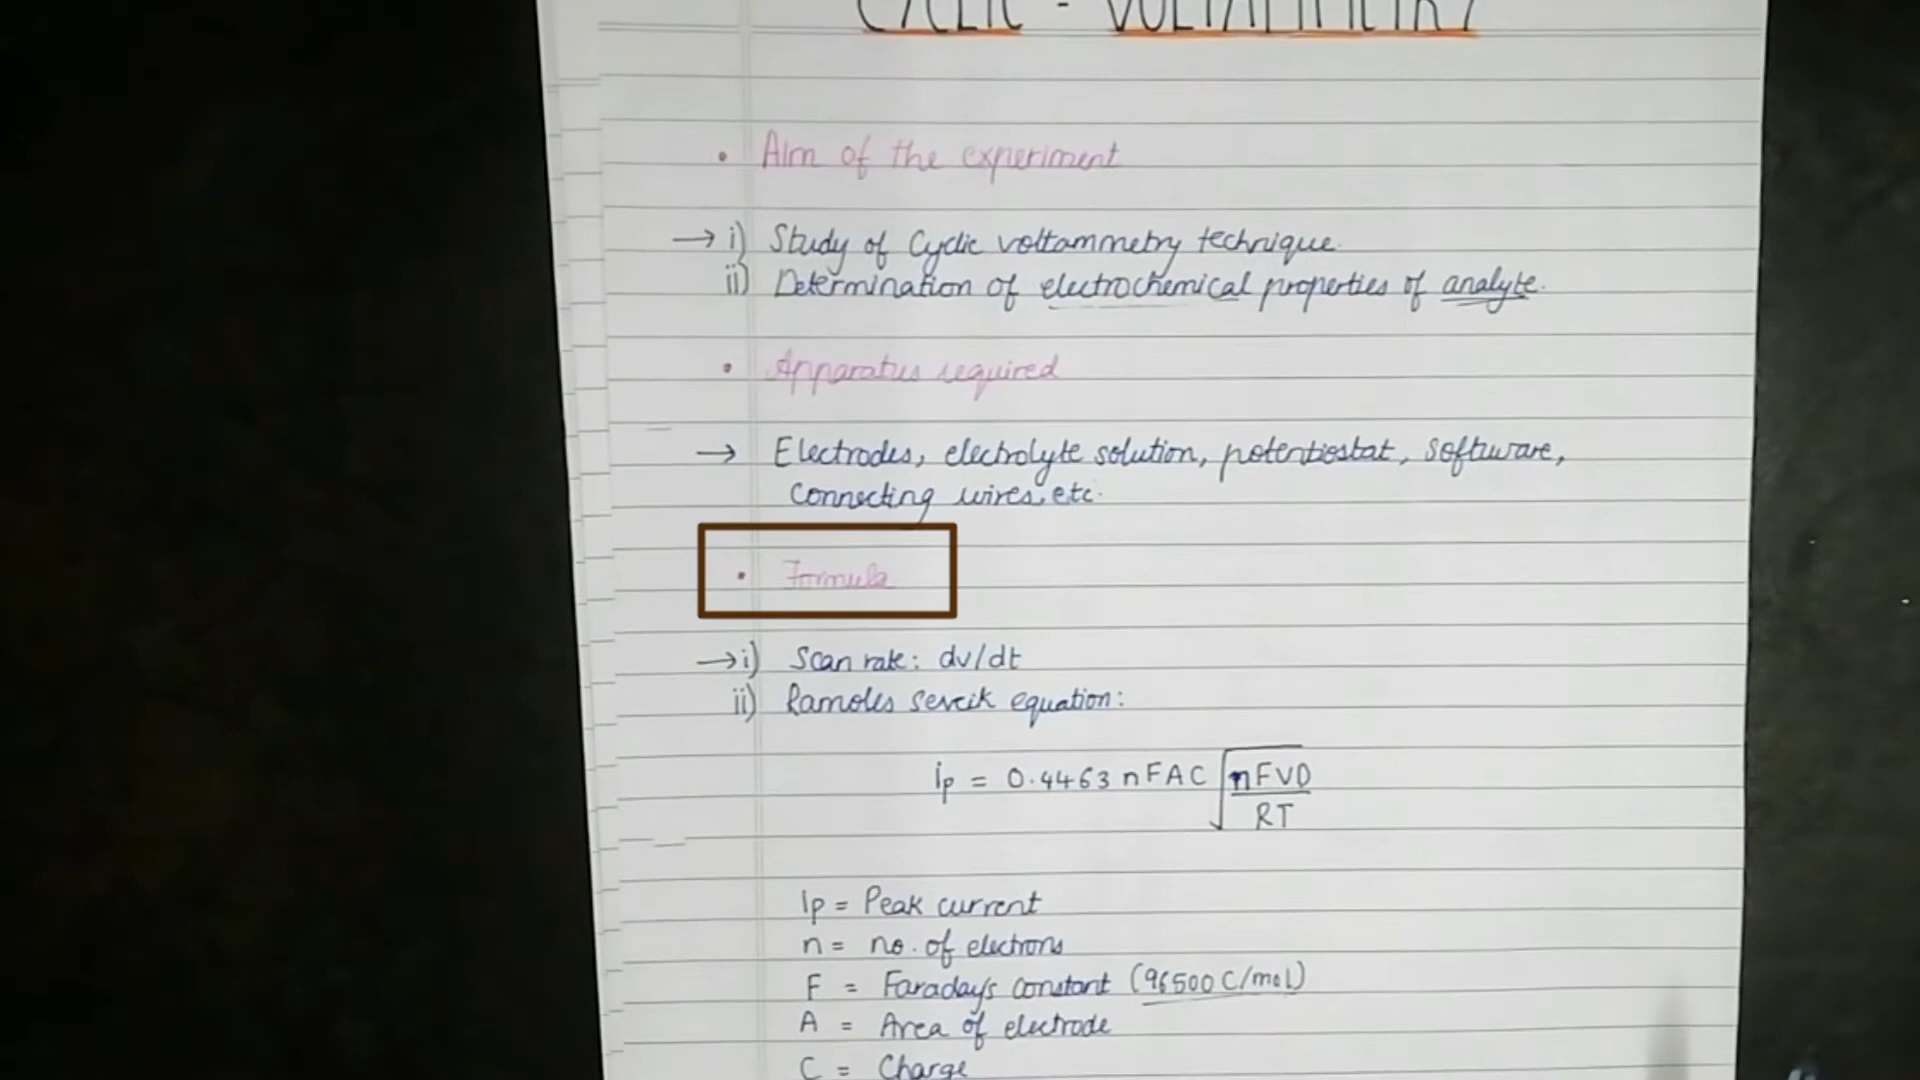 CYCLIC - VOLTAMMETRY
• Aim of the experiment
→ i) Study of Cyclic voltammetry technique.
ii) Determination of electrochemical properties of analyte.
• Apparatus required
→ Electrodes, electrolyte solution, potentiostat, software,
Connecting wires, etc.
• Formula
→ i) Scan rate: dv/dt
ii) Ramoles sevcik equation:
ip = 0.4463 nFAC √(nFVD/RT)
Ip = Peak current
n = no. of electrons
F = Faraday's constant (96500 C/mol)
A = Area of electrode
C = Charge